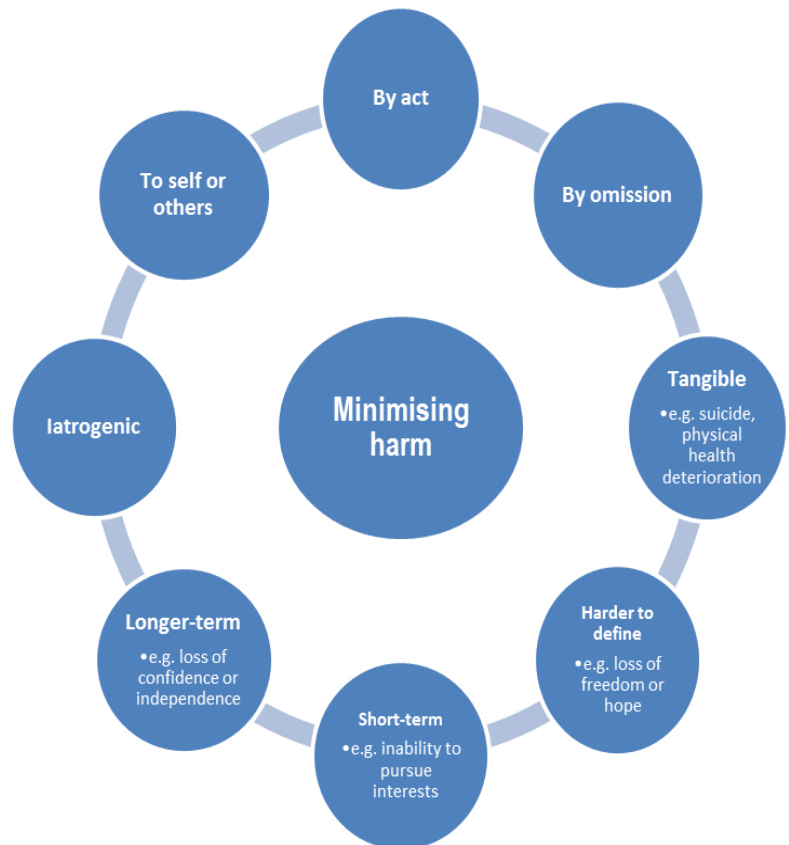 By act
By omission
Tangible
•e.g. suicide,
physical
health
deterioration
Harder to
define
•e.g. loss of
freedom or
hope
Short-term
•e.g. inability to
pursue
interests
Longer-term
•e.g. loss of
confidence or
independence
Iatrogenic
To self or
others
Minimising
harm